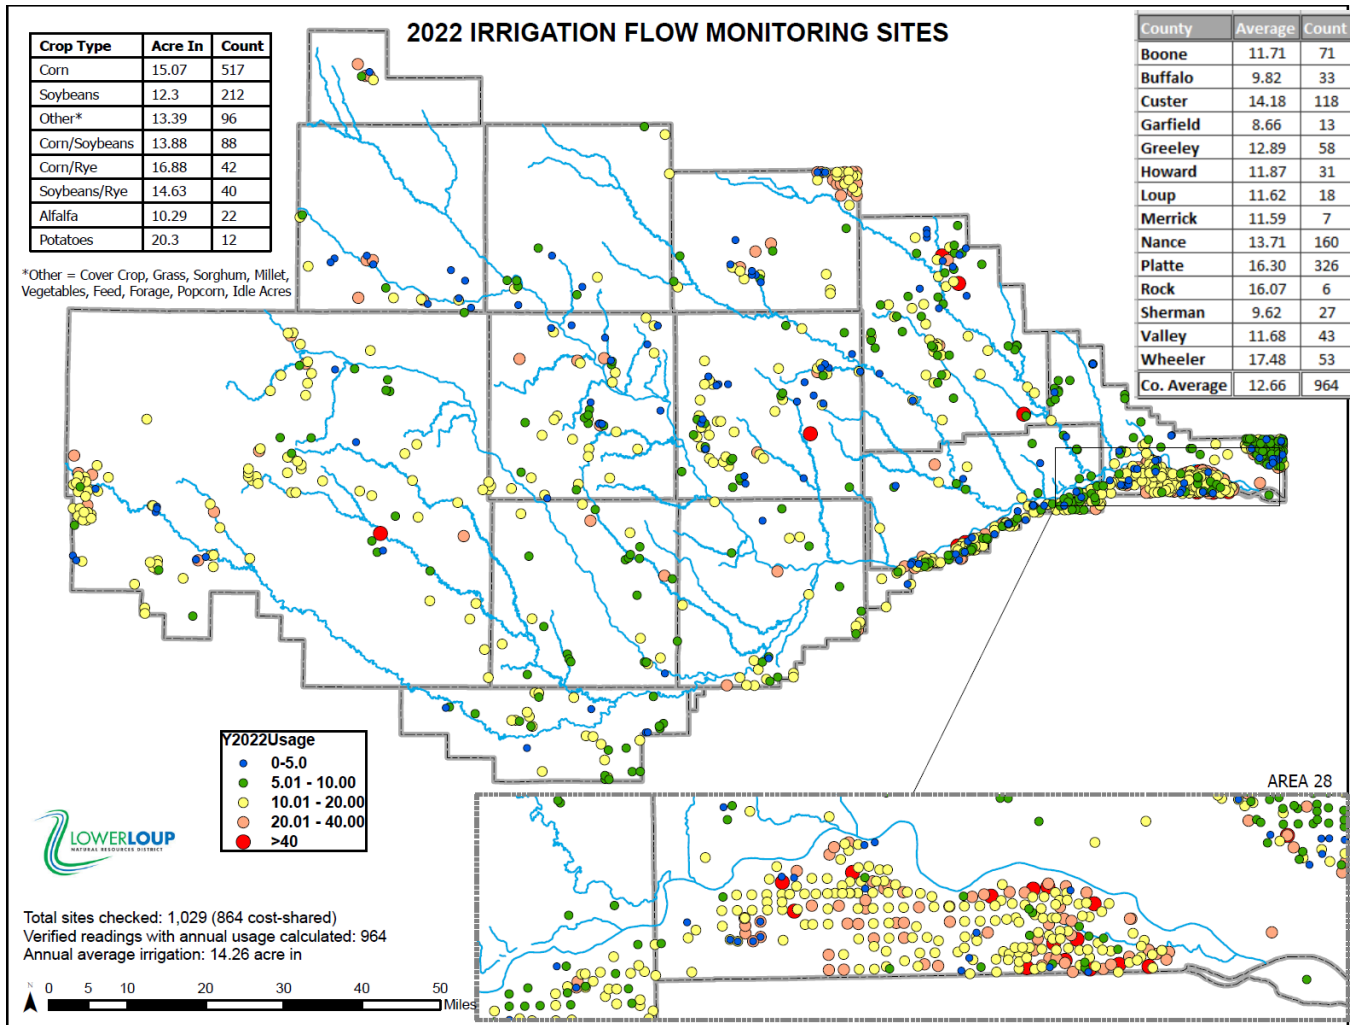 2022 IRRIGATION FLOW MONITORING SITES
Crop Type Acre In Count
Corn 15.07 517
Soybeans 12.3 212
Other* 13.39 96
Corn/Soybeans 13.88 88
Corn/Rye 16.88 42
Soybeans/Rye 14.63 40
Alfalfa 10.29 22
Potatoes 20.3 12
*Other = Cover Crop, Grass, Sorghum, Millet,
Vegetables, Feed, Forage, Popcorn, Idle Acres
County Average Count
Boone 11.71 71
Buffalo 9.82 33
Custer 14.18 118
Garfield 8.66 13
Greeley 12.89 58
Howard 11.87 31
Loup 11.62 18
Merrick 11.59 7
Nance 13.71 160
Platte 16.30 326
Rock 16.07 6
Sherman 9.62 27
Valley 11.68 43
Wheeler 17.48 53
Co. Average 12.66 964
Y2022Usage
0-5.0
5.01 - 10.00
10.01 - 20.00
20.01 - 40.00
>40
AREA 28
LOWERLOUP
NATURAL RESOURCES DISTRICT
Total sites checked: 1,029 (864 cost-shared)
Verified readings with annual usage calculated: 964
Annual average irrigation: 14.26 acre in
N
0 5 10 20 30 40 50
Miles